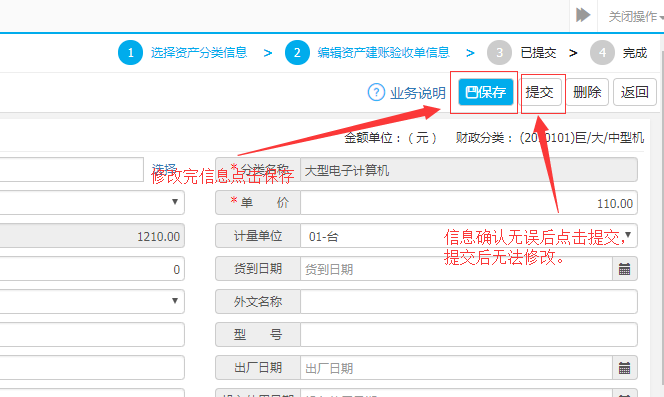 关闭操作
1 选择资产分类信息 > 2 编辑资产建账验收单信息 > 3 已提交 > 4 完成
? 业务说明 保存 提交 删除 返回
金额单位：（元） 财政分类：(2010101)巨/大/中型机
选择 *分类名称 大型电子计算机
修改完信息点击保存
*单 价 110.00
1210.00 计量单位 01-台
信息确认无误后点击提交，
提交后无法修改。
0 货到日期 货到日期
外文名称
型 号
出厂日期 出厂日期